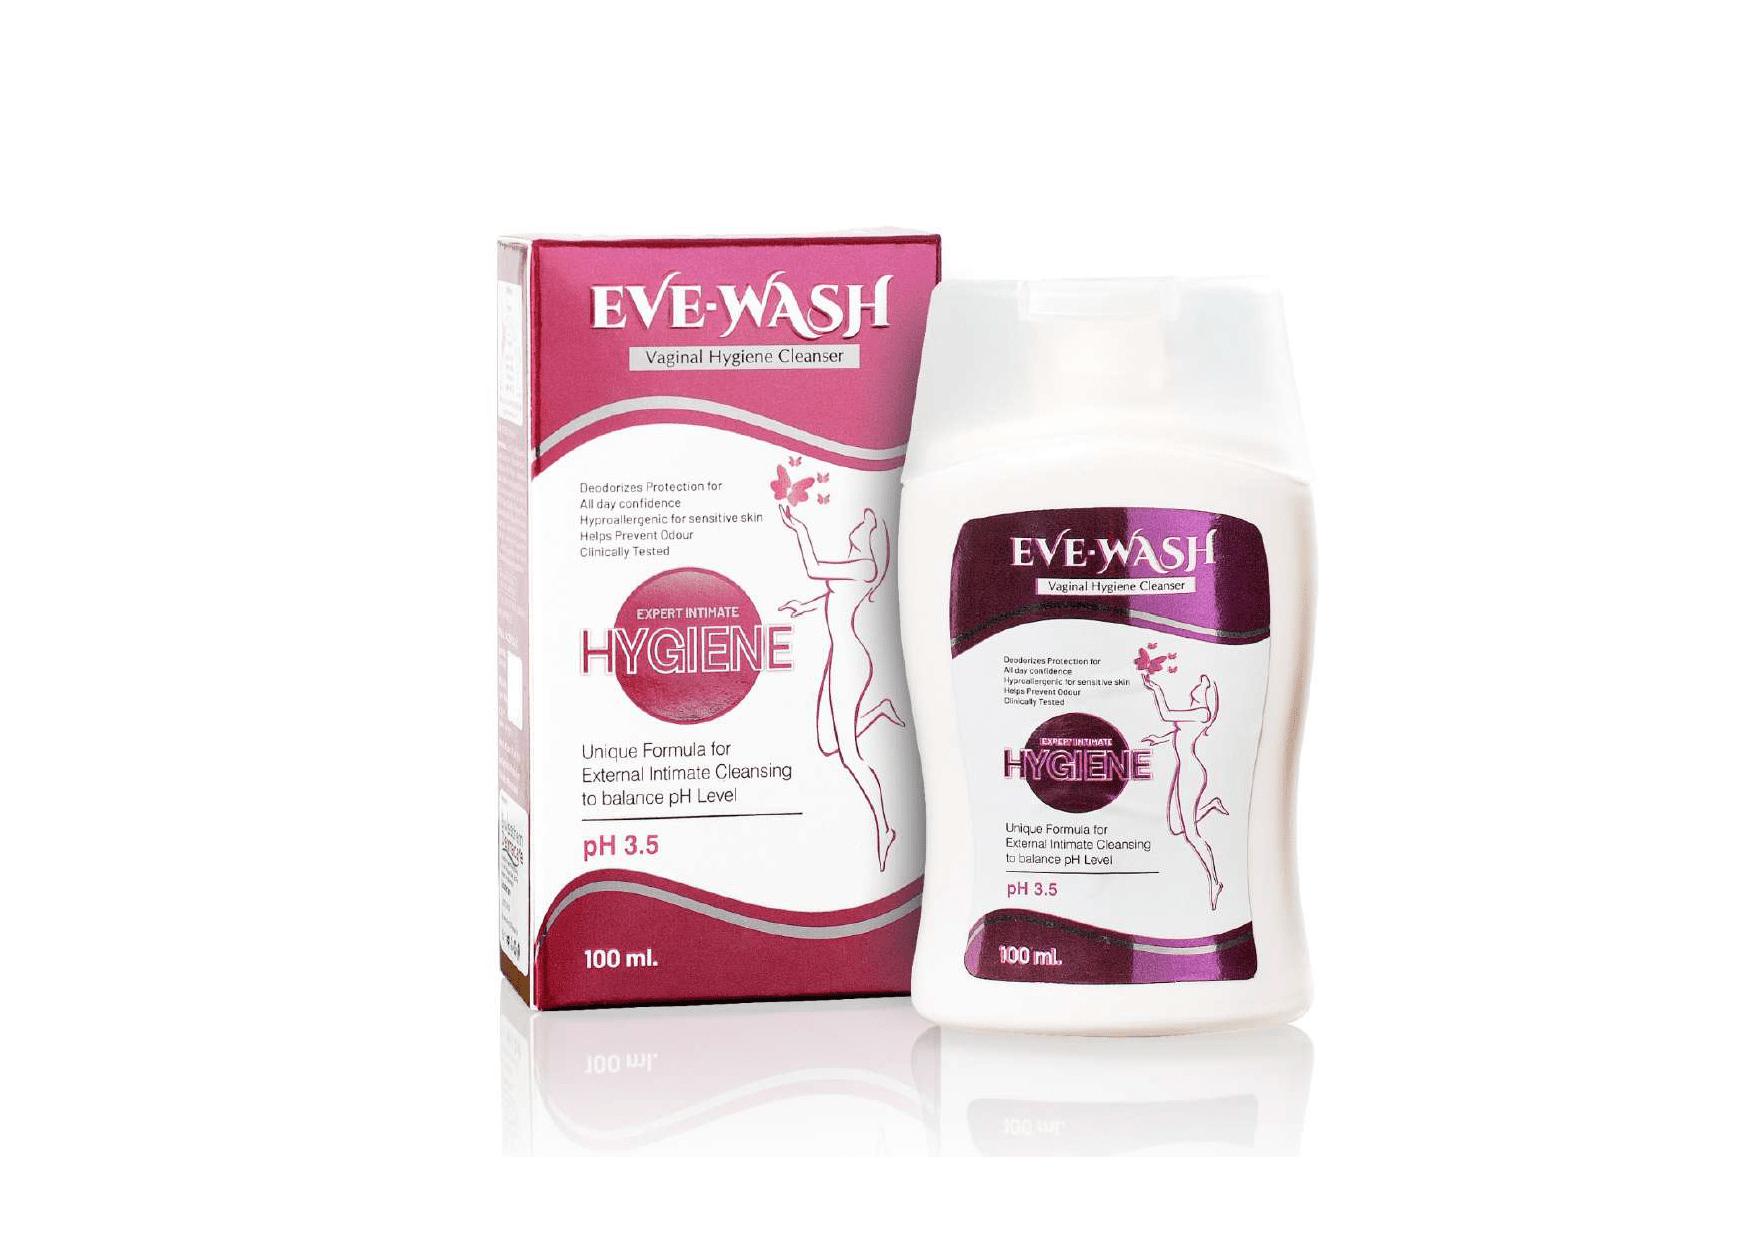 EVE-WASH
Vaginal Hygiene Cleanser
Deodorizes Protection for
All day confidence
Hyproallergenic for sensitive skin
Helps Prevent Odour
Clinically Tested
EXPERT INTIMATE
HYGIENE
Unique Formula for
External Intimate Cleansing
to balance pH Level
pH 3.5
100 ml.
EVE-WASH
Vaginal Hygiene Cleanser
Deodorizes Protection for
All day confidence
Hyproallergenic for sensitive skin
Helps Prevent Odour
Clinically Tested
EXPERT INTIMATE
HYGIENE
Unique Formula for
External Intimate Cleansing
to balance pH Level
pH 3.5
100 ml.